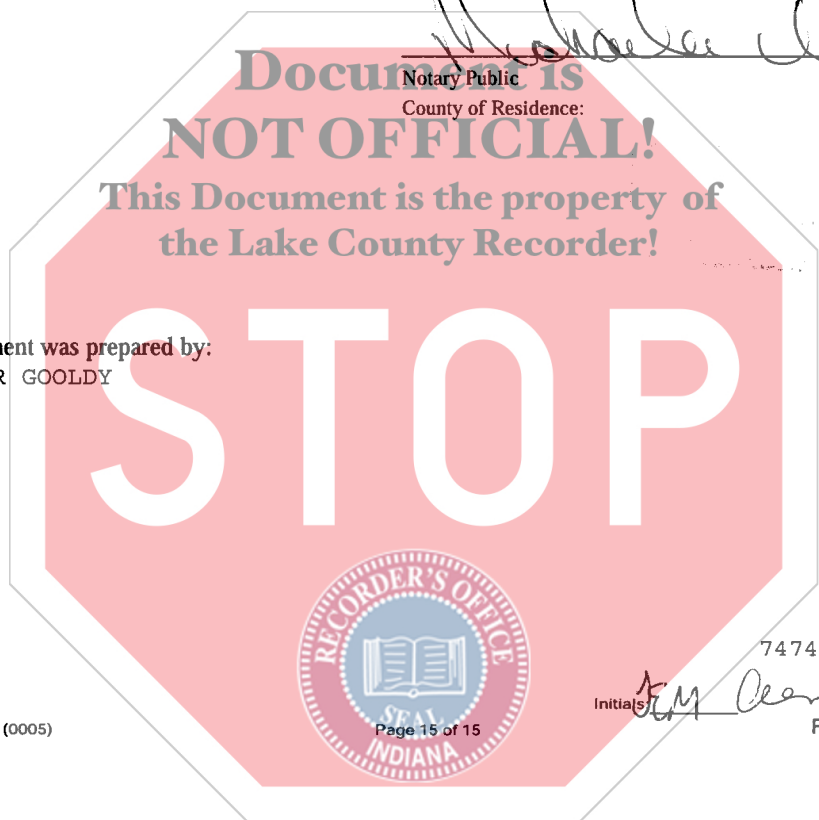 Document is
Notary Public
County of Residence:
NOT OFFICIAL!
This Document is the property of
the Lake County Recorder!
ent was prepared by:
R GOOLDY
STOP
RECORDER'S OFFICE
SEAL
INDIANA
7474
Initials:
(0005)
Page 15 of 15
F